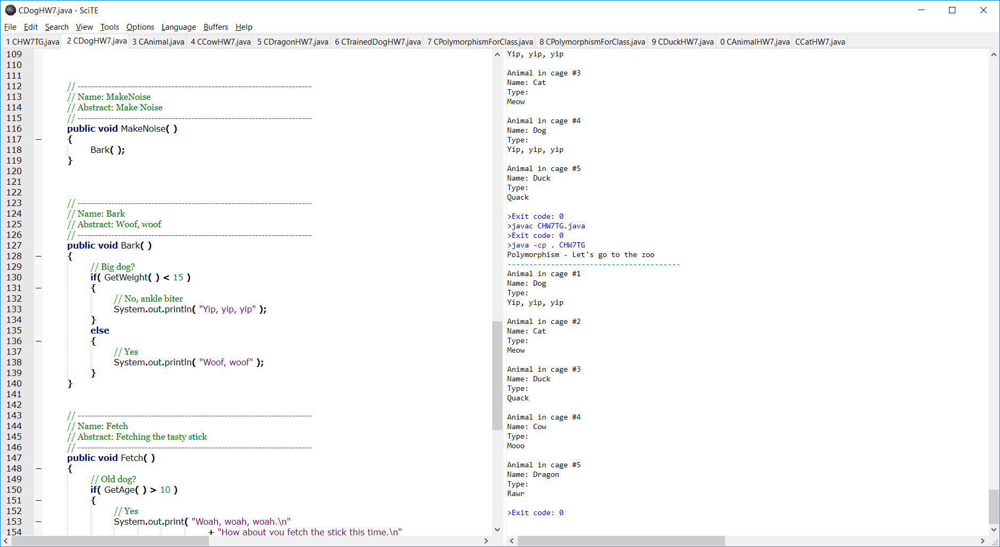 CDogHW7.java - SciTE
File Edit Search View Tools Options Language Buffers Help
1 CHW7TG.java 2 CDogHW7.java 3 CAnimal.java 4 CCowHW7.java 5 CDragonHW7.java 6 CTrainedDogHW7.java 7 CPolymorphismForClass.java 8 CPolymorphismForClass.java 9 CDuckHW7.java 0 CAnimalHW7.java CCatHW7.java
109
110
111
112 // ----------------------------------------------------------------------
113 // Name: MakeNoise
114 // Abstract: Make Noise
115 // ----------------------------------------------------------------------
116 public void MakeNoise( )
117 {
118 Bark( );
119 }
120
121
122
123 // ----------------------------------------------------------------------
124 // Name: Bark
125 // Abstract: Woof, woof
126 // ----------------------------------------------------------------------
127 public void Bark( )
128 {
129 // Big dog?
130 if( GetWeight( ) < 15 )
131 {
132 // No, ankle biter
133 System.out.println( "Yip, yip, yip" );
134 }
135 else
136 {
137 // Yes
138 System.out.println( "Woof, woof" );
139 }
140 }
141
142
143 // ----------------------------------------------------------------------
144 // Name: Fetch
145 // Abstract: Fetching the tasty stick
146 // ----------------------------------------------------------------------
147 public void Fetch( )
148 {
149 // Old dog?
150 if( GetAge( ) > 10 )
151 {
152 // Yes
153 System.out.print( "Woah, woah, woah.\n"
154 + "How about you fetch the stick this time.\n"
Yip, yip, yip
Animal in cage #3
Name: Cat
Type:
Meow
Animal in cage #4
Name: Dog
Type:
Yip, yip, yip
Animal in cage #5
Name: Duck
Type:
Quack
>Exit code: 0
>javac CHW7TG.java
>Exit code: 0
>java -cp . CHW7TG
Polymorphism - Let's go to the zoo
----------------------------------------
Animal in cage #1
Name: Dog
Type:
Yip, yip, yip
Animal in cage #2
Name: Cat
Type:
Meow
Animal in cage #3
Name: Duck
Type:
Quack
Animal in cage #4
Name: Cow
Type:
Mooo
Animal in cage #5
Name: Dragon
Type:
Rawr
>Exit code: 0